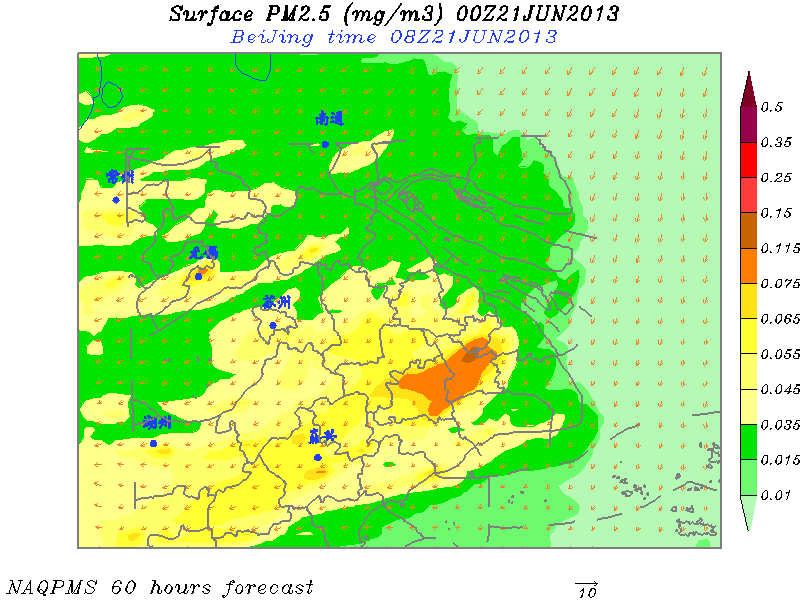 Surface PM2.5 (mg/m3) 00Z21JUN2013
BeiJing time 08Z21JUN2013
南通
常州
无锡
苏州
湖州
嘉兴
0.5
0.35
0.25
0.15
0.115
0.075
0.065
0.045
0.035
0.015
0.01
NAQPMS 60 hours forecast
10